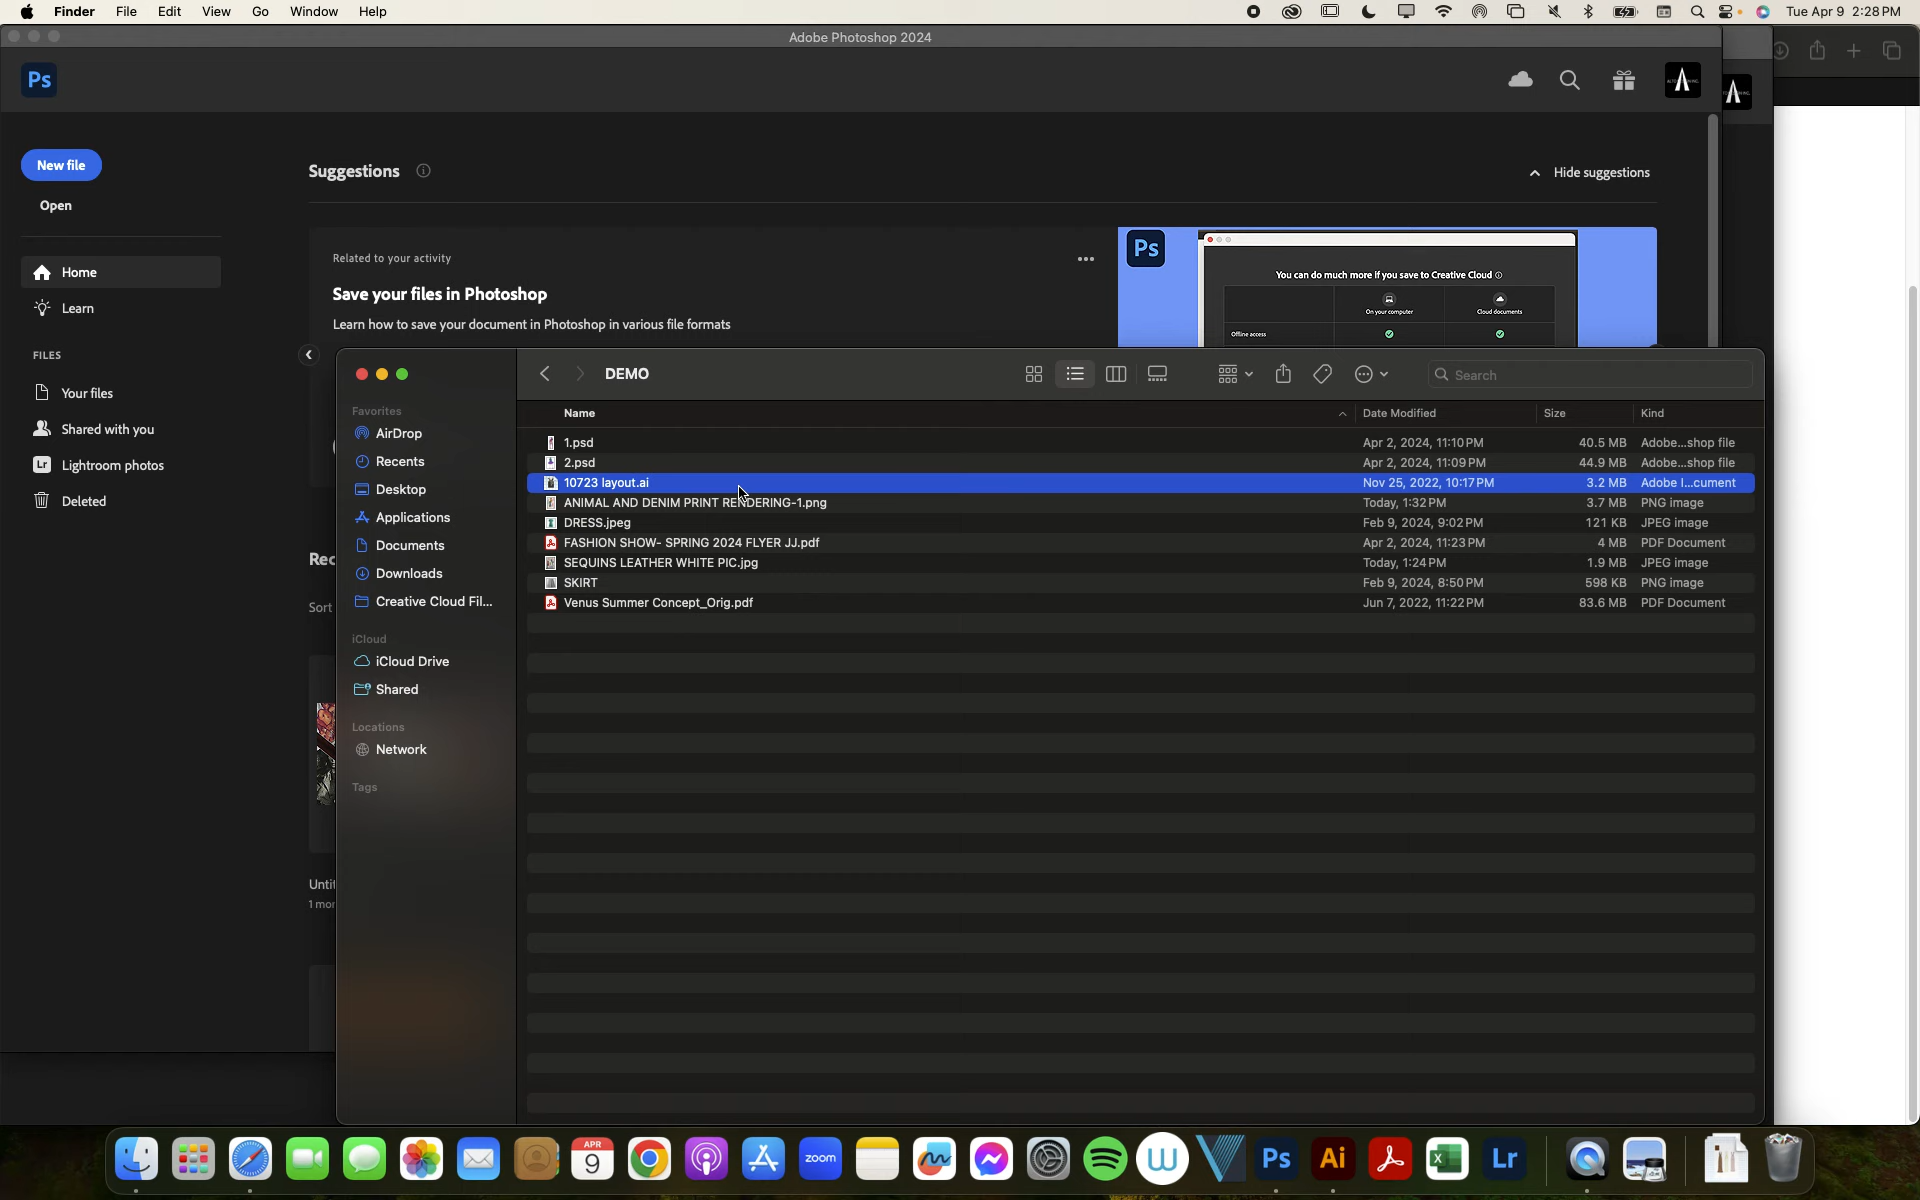 Finder File Edit View Go Window Help Tue Apr 9 2:28 PM
Adobe Photoshop 2024
Ps
New file
Open
Home
Learn
FILES
Your files
Shared with you
Lr Lightroom photos
Deleted
Suggestions
Hide suggestions
Related to your activity
Save your files in Photoshop
Learn how to save your document in Photoshop in various file formats
Ps
You can do much more if you save to Creative Cloud
On your computer Cloud documents
Offline access
Rec
Sort
Untit
1 mon
DEMO
Search
Favorites
AirDrop
Recents
Desktop
Applications
Documents
Downloads
Creative Cloud Fil...
iCloud
iCloud Drive
Shared
Locations
Network
Tags
Name Date Modified Size Kind
1.psd Apr 2, 2024, 11:10 PM 40.5 MB Adobe...shop file
2.psd Apr 2, 2024, 11:09 PM 44.9 MB Adobe...shop file
10723 layout.ai Nov 25, 2022, 10:17 PM 3.2 MB Adobe I...cument
ANIMAL AND DENIM PRINT RENDERING-1.png Today, 1:32 PM 3.7 MB PNG image
DRESS.jpeg Feb 9, 2024, 9:02 PM 121 KB JPEG image
FASHION SHOW- SPRING 2024 FLYER JJ.pdf Apr 2, 2024, 11:23 PM 4 MB PDF Document
SEQUINS LEATHER WHITE PIC.jpg Today, 1:24 PM 1.9 MB JPEG image
SKIRT Feb 9, 2024, 8:50 PM 598 KB PNG image
Venus Summer Concept_Orig.pdf Jun 7, 2022, 11:22 PM 83.6 MB PDF Document
APR
9
zoom
Ps Ai Lr